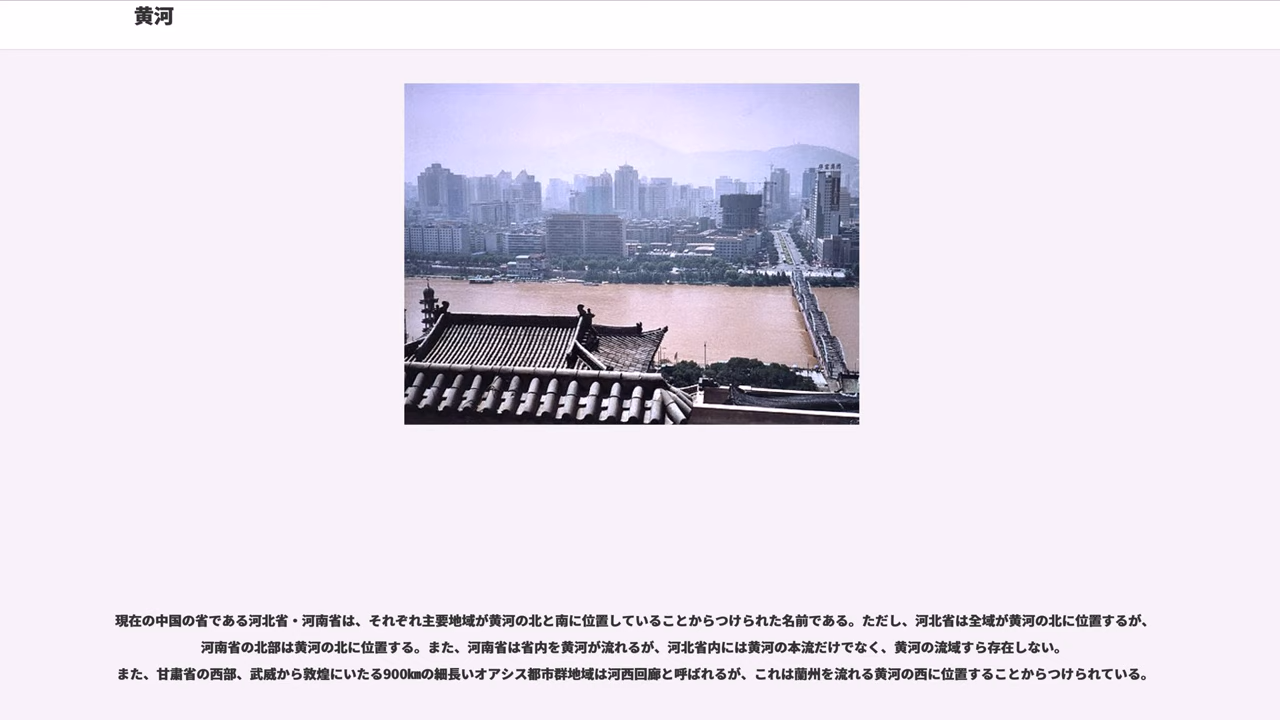 黄河
現在の中国の省である河北省・河南省は、それぞれ主要地域が黄河の北と南に位置していることからつけられた名前である。ただし、河北省は全域が黄河の北に位置するが、
河南省の北部は黄河の北に位置する。また、河南省は省内を黄河が流れるが、河北省内には黄河の本流だけでなく、黄河の流域すら存在しない。
また、甘粛省の西部、武威から敦煌にいたる900㎞の細長いオアシス都市群地域は河西回廊と呼ばれるが、これは蘭州を流れる黄河の西に位置することからつけられている。